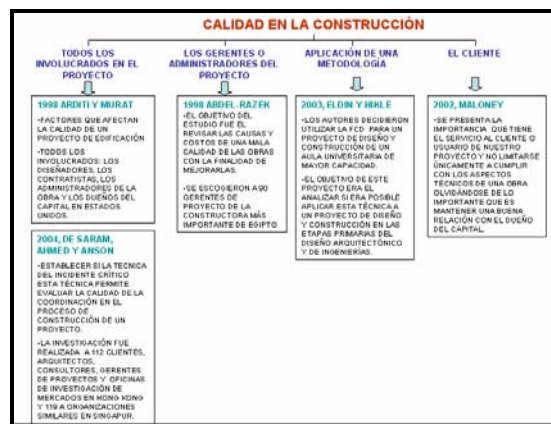 CALIDAD EN LA CONSTRUCCIÓN
TODOS LOS
INVOLUCRADOS EN EL
PROYECTO
1998 ARDITI Y MURAT
-FACTORES QUE AFECTAN
LA CALIDAD DE UN
PROYECTO DE EDIFICACIÓN
-TODOS LOS
INVOLUCRADOS: LOS
DISEÑADORES, LOS
CONTRATISTAS, LOS
ADMINISTRADORES DE LA
OBRA Y LOS DUEÑOS DEL
CAPITAL, EN ESTADOS
UNIDOS.
2004, DE SARAM,
AHMED Y ANSON
-ESTABLECER SI LA TECNICA
DEL INCIDENTE CRÍTICO
ESTA TÉCNICA PERMITE
EVALUAR LA CALIDAD DE LA
COORDINACIÓN EN EL
PROCESO DE
CONSTRUCCIÓN DE UN
PROYECTO.
-LA INVESTIGACIÓN FUE
REALIZADA A 112 CLIENTES,
ARQUITECTOS,
CONSULTORES, GERENTES
DE PROYECTOS Y OFICINAS
DE INVESTIGACIÓN DE
MERCADOS EN HONG KONG
Y 119 A ORGANIZACIONES
SIMILARES EN SINGAPUR.
LOS GERENTES O
ADMINISTRADORES DEL
PROYECTO
1998 ABDEL-RAZEK
-EL OBJETIVO DEL
ESTUDIO FUE EL
REVISAR LAS CAUSAS Y
COSTOS DE UNA MALA
CALIDAD DE LAS OBRAS
CON LA FINALIDAD DE
MEJORARLAS.
-SE ESCOGIERON A 90
GERENTES DE
PROYECTO DE LA
CONSTRUCTORA MÁS
IMPORTANTE DE EGIPTO
APLICACIÓN DE UNA
METODOLOGÍA
2003, ELDIN Y HIKLE
-LOS AUTORES DECIDIERON
UTILIZAR LA FCD PARA UN
PROYECTO DE DISEÑO Y
CONSTRUCCIÓN DE UN
AULA UNIVERSITARIA DE
MAYOR CAPACIDAD.
-EL OBJETIVO DE ESTE
PROYECTO ERA EL
ANALIZAR SI ERA POSIBLE
APLICAR ESTA TÉCNICA A
UN PROYECTO DE DISEÑO
Y CONSTRUCCIÓN EN LAS
ETAPAS PRIMARIAS DEL
DISEÑO ARQUITECTÓNICO
Y DE INGENIERÍAS.
EL CLIENTE
2002, MALONEY
-SE PRESENTA LA
IMPORTANCIA QUE TIENE
EL SERVICIO AL CLIENTE O
USUARIO DE NUESTRO
PROYECTO Y NO LIMITARSE
ÚNICAMENTE A CUMPLIR
CON LOS ASPECTOS
TÉCNICOS DE UNA OBRA
OLVIDÁNDOSE DE LO
IMPORTANTE QUE ES
MANTENER UNA BUENA
RELACIÓN CON EL DUEÑO
DEL CAPITAL.